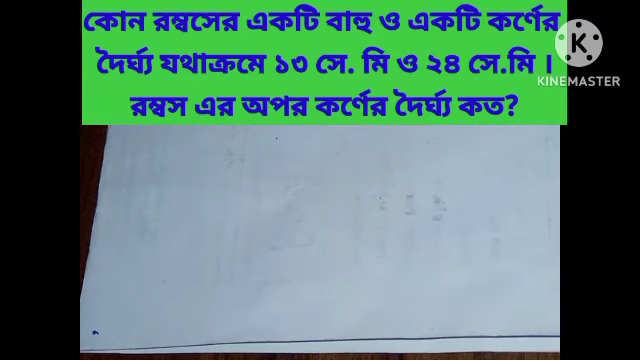 কোন রম্বসের একটি বাহু ও একটি কর্ণের
দৈর্ঘ্য যথাক্রমে ১৩ সে. মি ও ২৪ সে.মি ।
রম্বস এর অপর কর্ণের দৈর্ঘ্য কত?
K
KINEMASTER